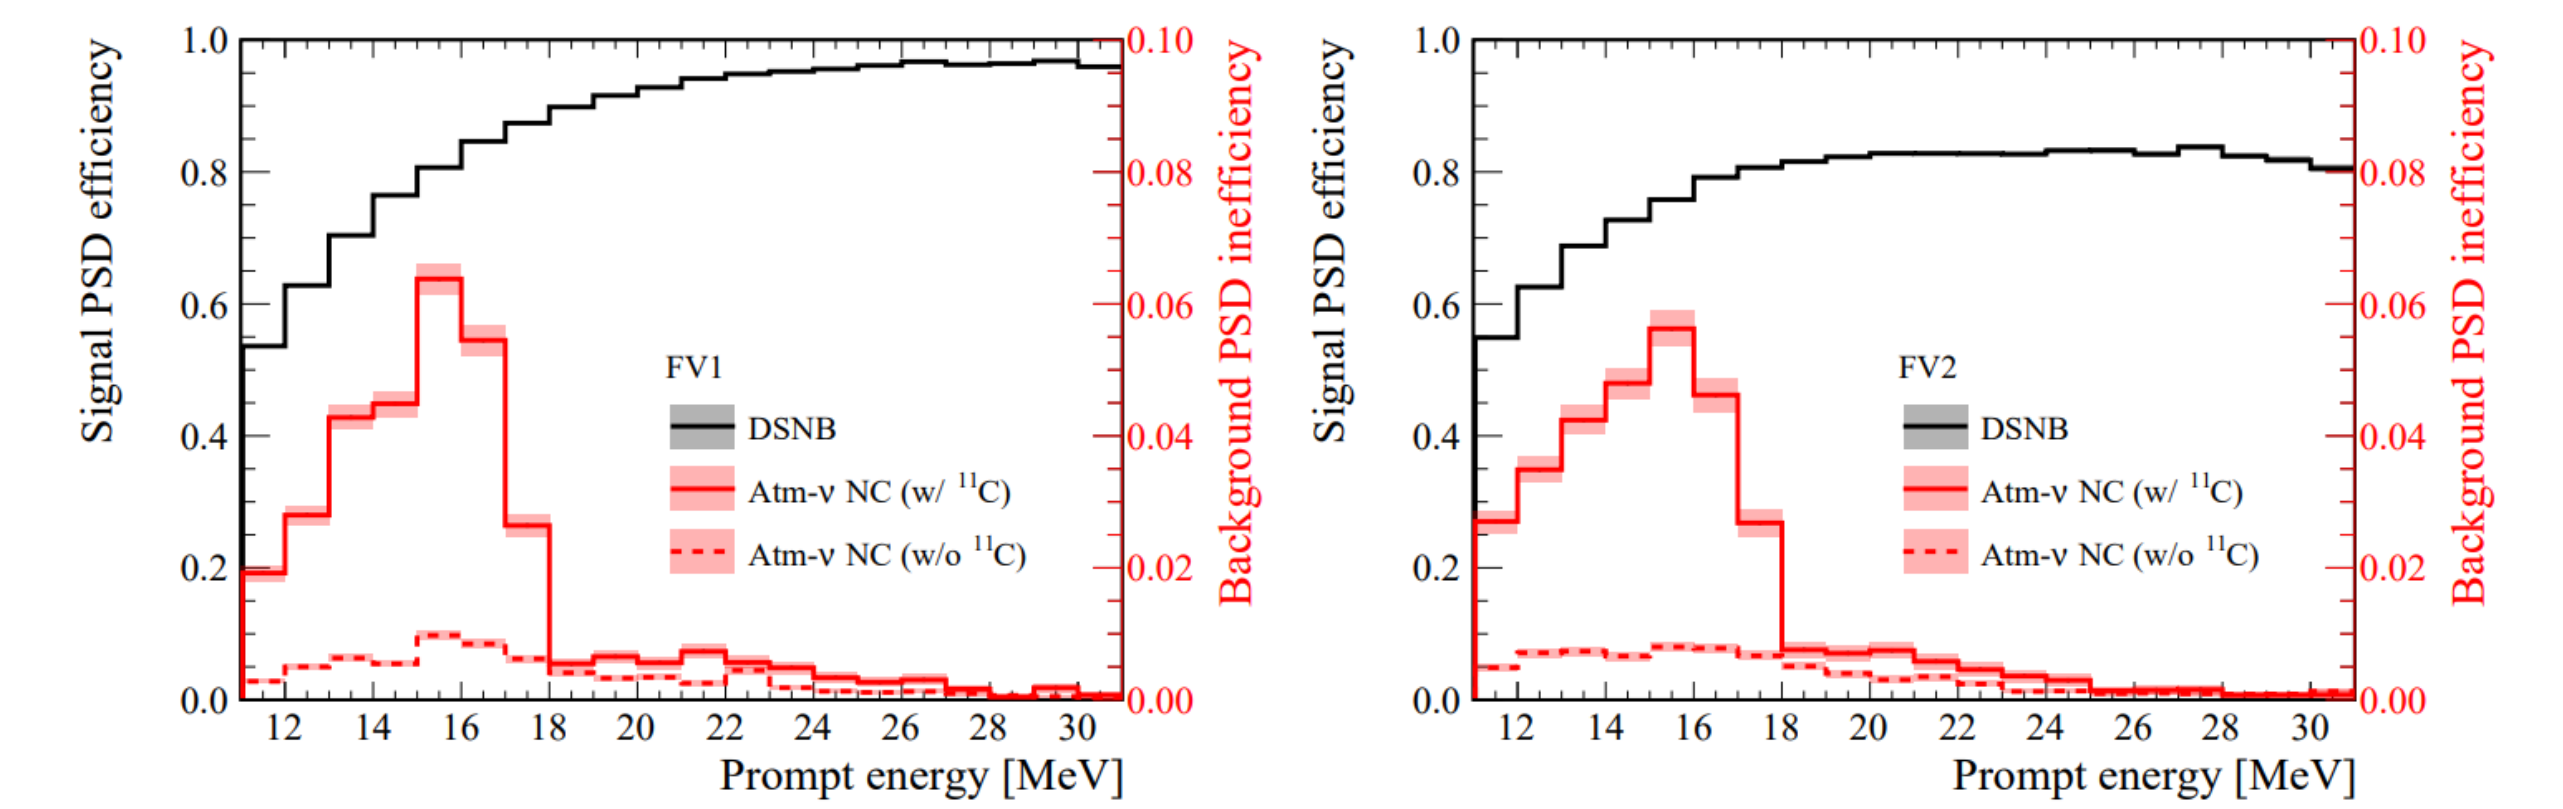 Signal PSD efficiency
1.0
0.8
0.6
0.4
0.2
0.0
0.10
0.08
0.06
0.04
0.02
0.00
Background PSD inefficiency
FV1
DSNB
Atm-ν NC (w/ ¹¹C)
Atm-ν NC (w/o ¹¹C)
12 14 16 18 20 22 24 26 28 30
Prompt energy [MeV]
Signal PSD efficiency
1.0
0.8
0.6
0.4
0.2
0.0
0.10
0.08
0.06
0.04
0.02
0.00
Background PSD inefficiency
FV2
DSNB
Atm-ν NC (w/ ¹¹C)
Atm-ν NC (w/o ¹¹C)
12 14 16 18 20 22 24 26 28 30
Prompt energy [MeV]